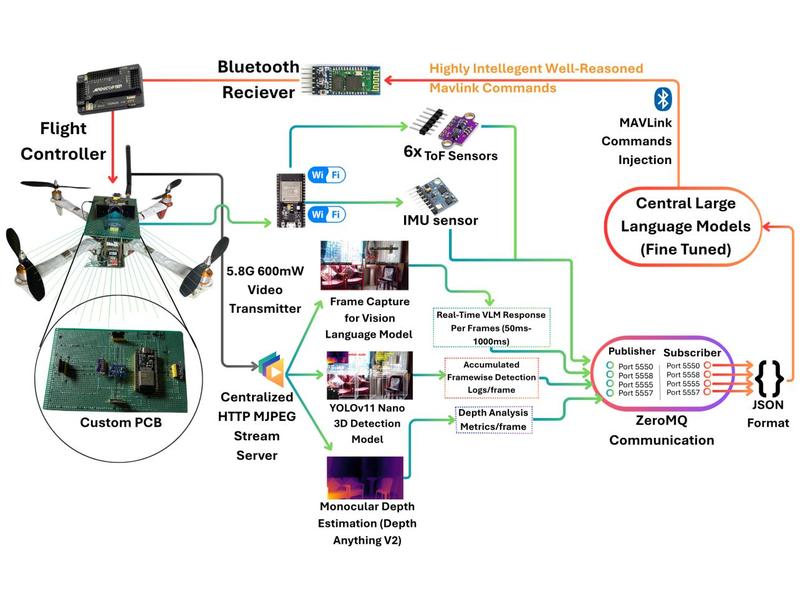 Bluetooth
Reciever
Highly Intellegent Well-Reasoned
Mavlink Commands
Flight
Controller
MAVLink
Commands
Injection
6x ToF Sensors
Wi Fi
Wi Fi
IMU sensor
Central Large
Language Models
(Fine Tuned)
5.8G 600mW
Video
Transmitter
Frame Capture
for Vision
Language Model
Real-Time VLM Response
Per Frames (50ms-
1000ms)
Publisher
Port 5550
Port 5558
Port 5555
Port 5557
Subscriber
Port 5550
Port 5558
Port 5555
Port 5557
Accumulated
Framewise Detection
Logs/frame
{}
JSON
Format
Centralized
HTTP MJPEG
Stream
Server
YOLOv11 Nano
3D Detection
Model
Depth Analysis
Metrics/frame
ZeroMQ
Communication
Custom PCB
Monocular Depth
Estimation (Depth
Anything V2)